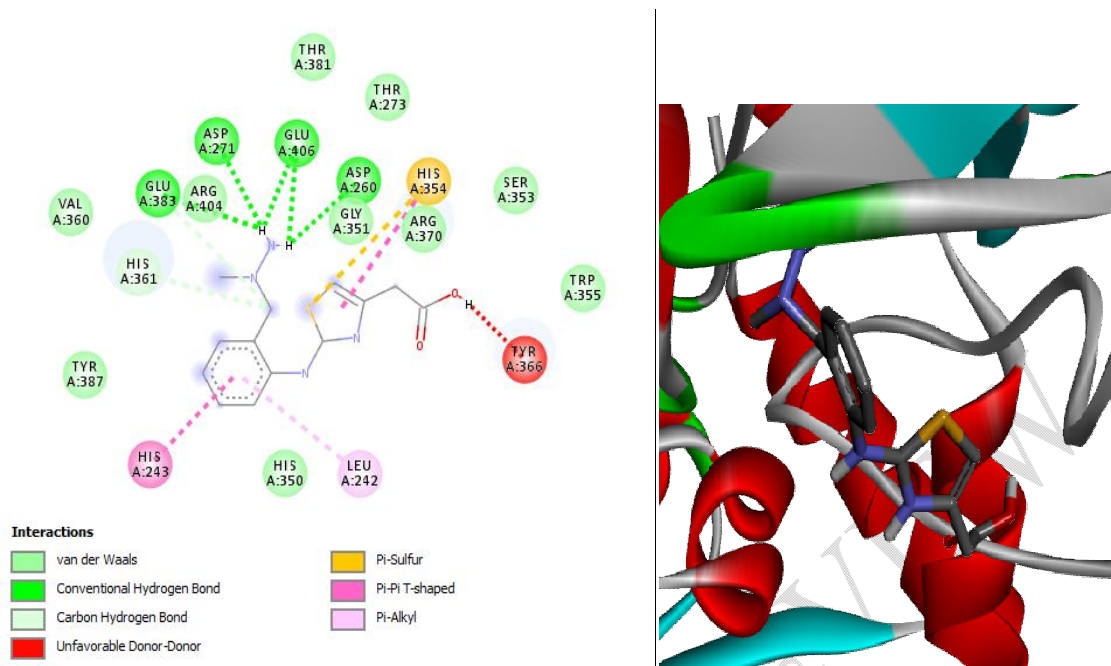 THR
A:381
THR
A:273
ASP
A:271
GLU
A:406
GLU
A:383
ARG
A:404
ASP
A:260
GLY
A:351
HIS
A:354
ARG
A:370
SER
A:353
VAL
A:360
HIS
A:361
H
N
H
N
TRP
A:355
O
H
O
N
N
TYR
A:366
TYR
A:387
HIS
A:243
HIS
A:350
LEU
A:242
Interactions
van der Waals
Conventional Hydrogen Bond
Carbon Hydrogen Bond
Unfavorable Donor-Donor
Pi-Sulfur
Pi-Pi T-shaped
Pi-Alkyl